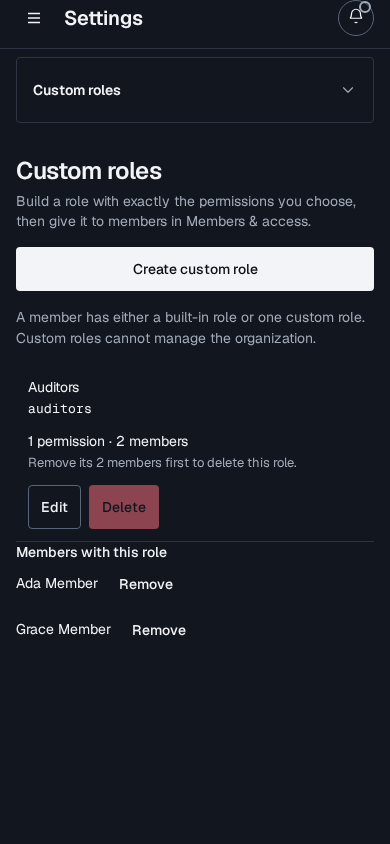 Settings
Custom roles
Custom roles
Build a role with exactly the permissions you choose,
then give it to members in Members & access.
Create custom role
A member has either a built-in role or one custom role.
Custom roles cannot manage the organization.
Auditors
auditors
1 permission · 2 members
Remove its 2 members first to delete this role.
Edit Delete
Members with this role
Ada Member Remove
Grace Member Remove